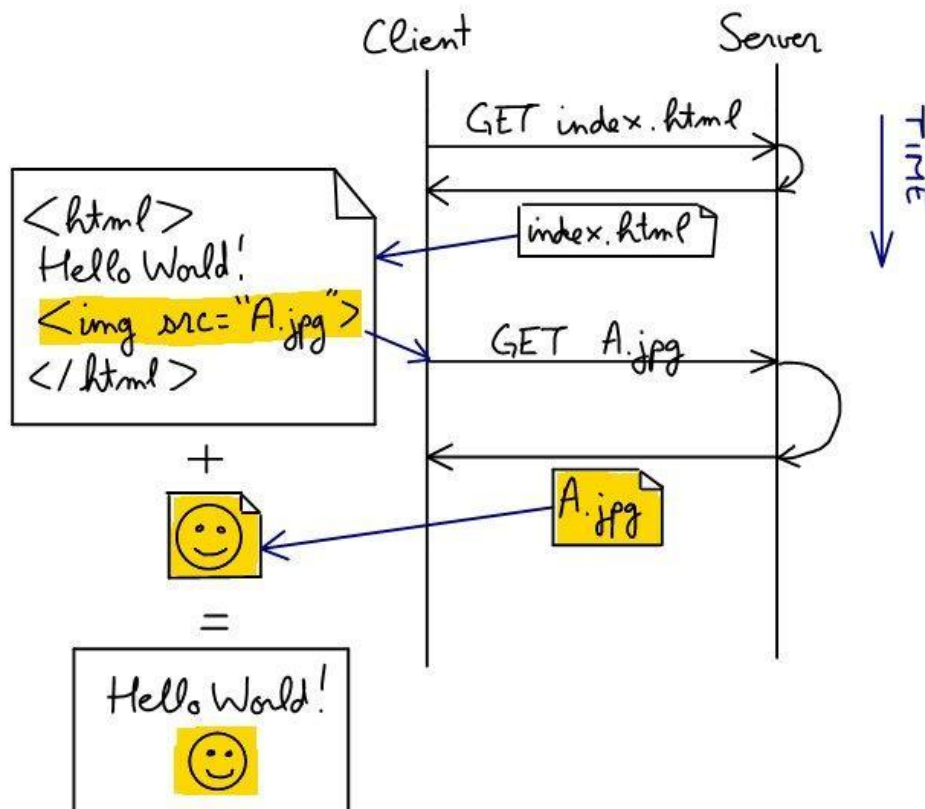 Client
Server
GET index.html
TIME
index.html
<html>
Hello World!
<img src="A.jpg">
</html>
GET A.jpg
+
A.jpg
=
Hello World!